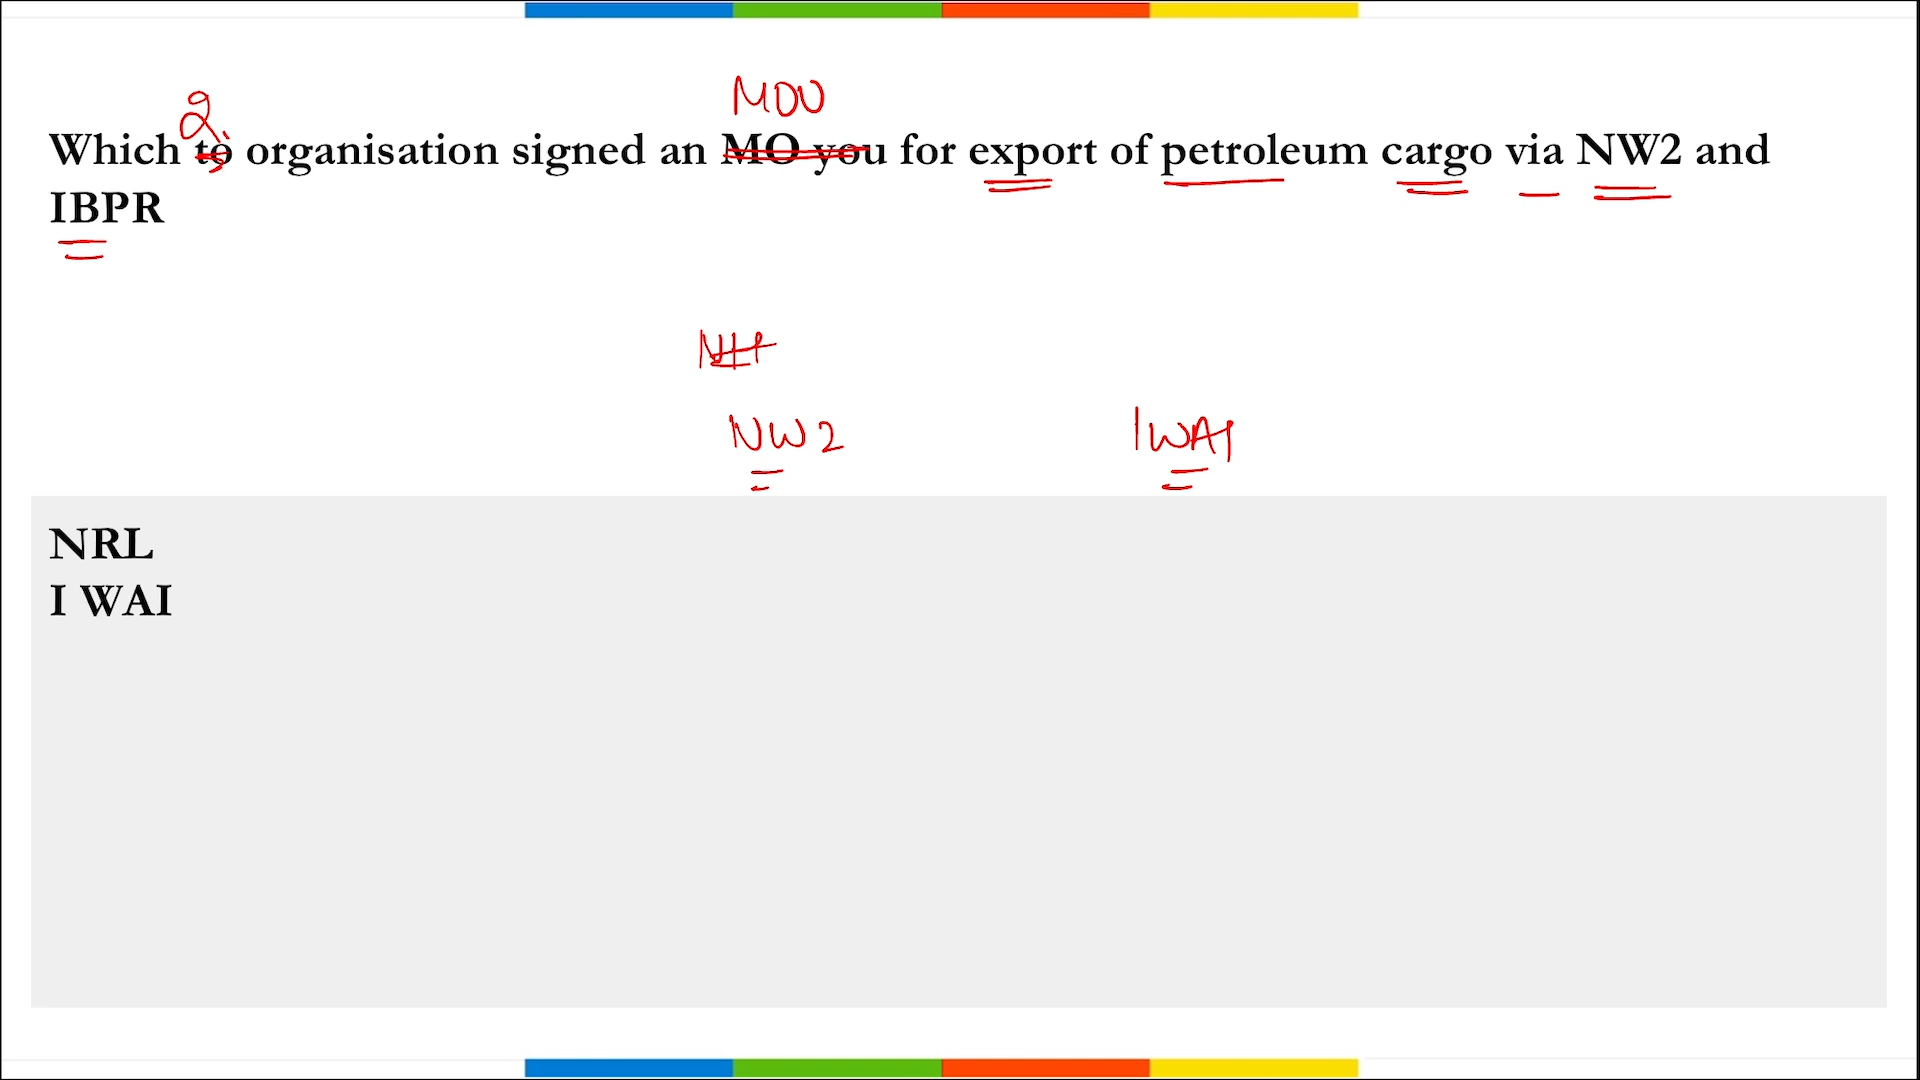 2
MOU
Which to organisation signed an MO you for export of petroleum cargo via NW2 and
IBPR
NW2 IWAI
NRL
I WAI